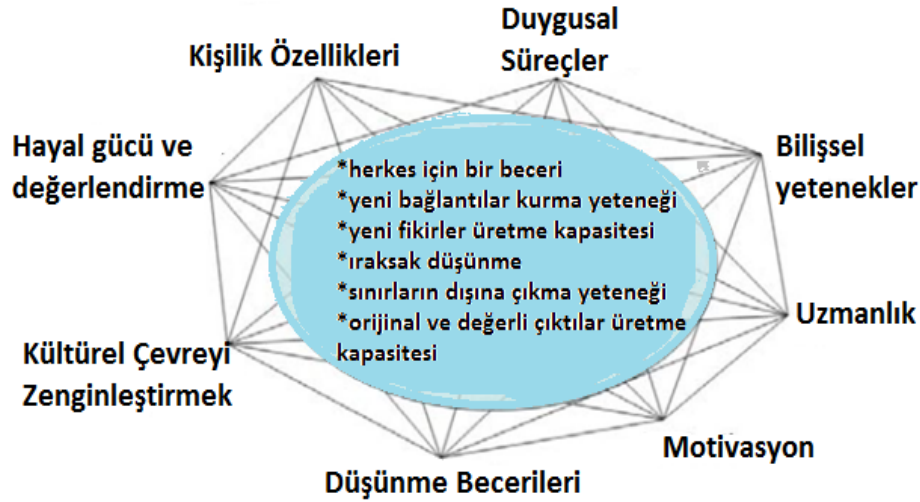 Duygusal
Süreçler
Kişilik Özellikleri
Hayal gücü ve
değerlendirme
Bilişsel
yetenekler
*herkes için bir beceri
*yeni bağlantılar kurma yeteneği
*yeni fikirler üretme kapasitesi
*ıraksak düşünme
*sınırların dışına çıkma yeteneği
*orijinal ve değerli çıktılar üretme
kapasitesi
Uzmanlık
Kültürel Çevreyi
Zenginleştirmek
Motivasyon
Düşünme Becerileri